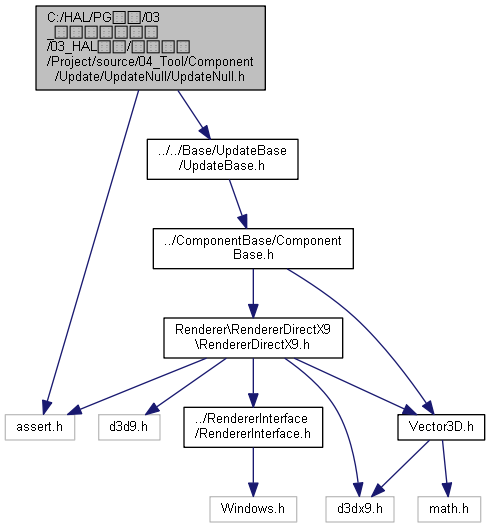 C:/HAL/PG□□/03
_□□□□□□□□
/03_HAL□□/□□□□
/Project/source/04_Tool/Component
/Update/UpdateNull/UpdateNull.h
../../Base/UpdateBase
/UpdateBase.h
../ComponentBase/Component
Base.h
Renderer\RendererDirectX9
\RendererDirectX9.h
assert.h
d3d9.h
../RendererInterface
/RendererInterface.h
Vector3D.h
Windows.h
d3dx9.h
math.h